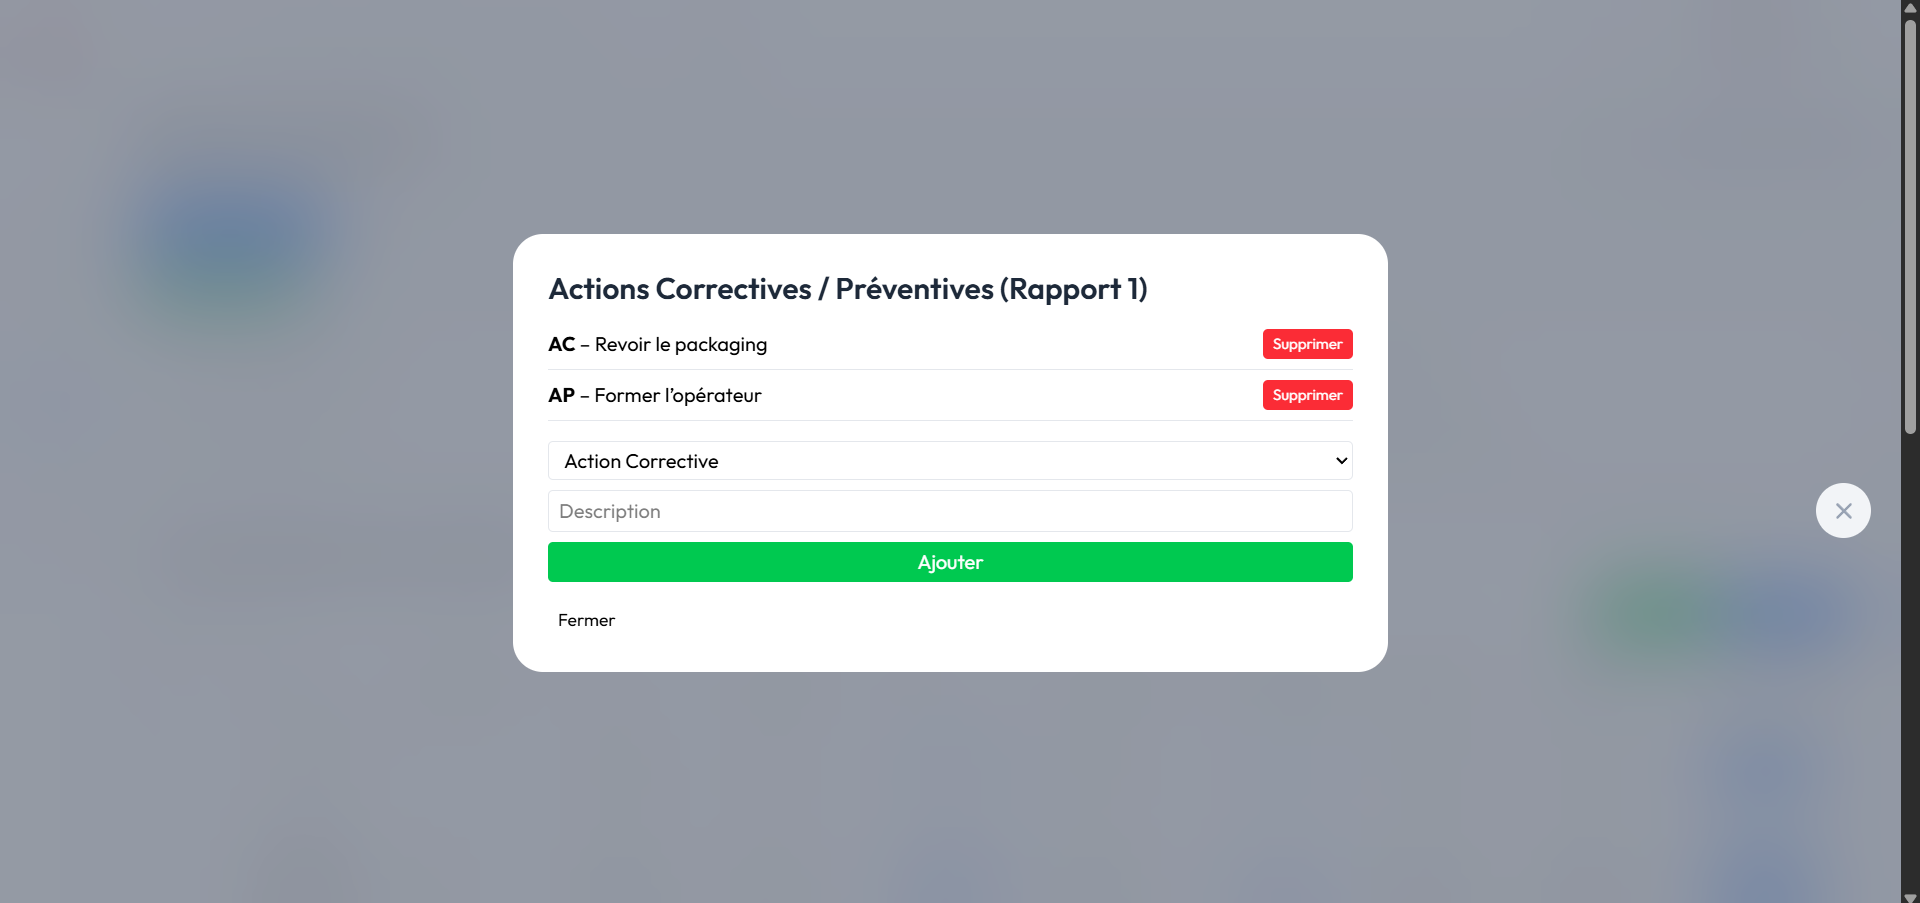 Actions Correctives / Préventives (Rapport 1)
AC – Revoir le packaging
Supprimer
AP – Former l’opérateur
Supprimer
Action Corrective
Description
Ajouter
Fermer